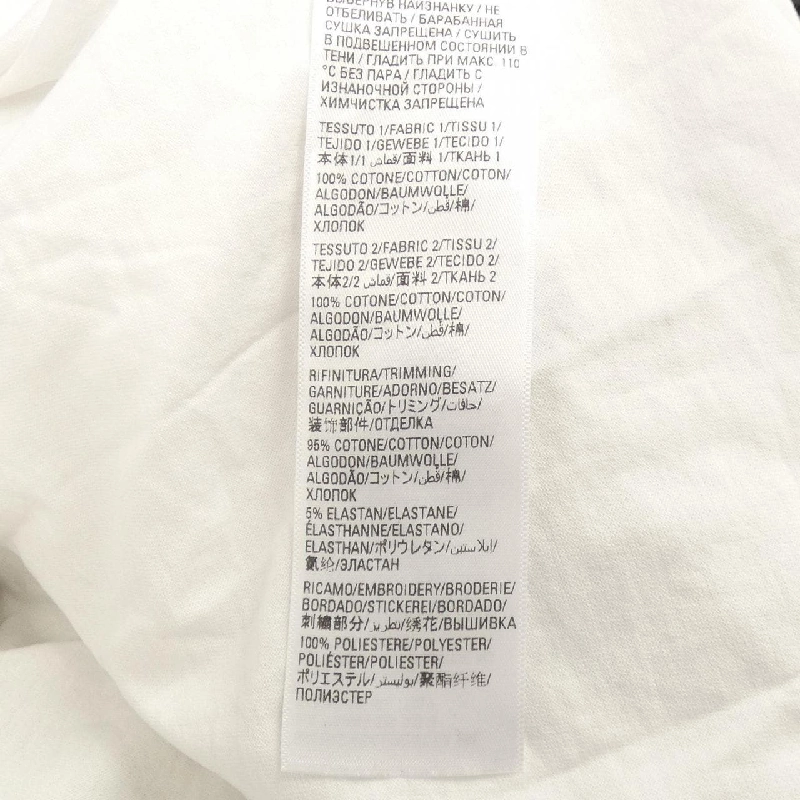 ВЫВЕРНУВ НАИЗНАНКУ / НЕ
ОТБЕЛИВАТЬ / БАРАБАННАЯ
СУШКА ЗАПРЕЩЕНА / СУШИТЬ
В ПОДВЕШЕННОМ СОСТОЯНИИ В
ТЕНИ / ГЛАДИТЬ ПРИ МАКС. 110
°C БЕЗ ПАРА / ГЛАДИТЬ С
ИЗНАНОЧНОЙ СТОРОНЫ /
ХИМЧИСТКА ЗАПРЕЩЕНА
TESSUTO 1/FABRIC 1/TISSU 1/
TEJIDO 1/GEWEBE 1/TECIDO 1/
本体1/قماش 1/面料 1/ТКАНЬ 1
100% COTONE/COTTON/COTON/
ALGODON/BAUMWOLLE/
ALGODÃO/コットン/قطن/棉/
ХЛОПОК
TESSUTO 2/FABRIC 2/TISSU 2/
TEJIDO 2/GEWEBE 2/TECIDO 2/
本体2/قماش 2/面料 2/ТКАНЬ 2
100% COTONE/COTTON/COTON/
ALGODON/BAUMWOLLE/
ALGODÃO/コットン/قطن/棉/
ХЛОПОК
RIFINITURA/TRIMMING/
GARNITURE/ADORNO/BESATZ/
GUARNIÇÃO/トリミング/حافات/
装饰部件/ОТДЕЛКА
95% COTONE/COTTON/COTON/
ALGODON/BAUMWOLLE/
ALGODÃO/コットン/قطن/棉/
ХЛОПОК
5% ELASTAN/ELASTANE/
ÉLASTHANNE/ELASTANO/
ELASTHAN/ポリウレタン/ايلاستين/
氨纶/ЭЛАСТАН
RICAMO/EMBROIDERY/BRODERIE/
BORDADO/STICKEREI/BORDADO/
刺繍部分/تطريز/绣花/ВЫШИВКА
100% POLIESTERE/POLYESTER/
POLIÉSTER/POLIESTER/
ポリエステル/بوليستر/聚酯纤维/
ПОЛИЭСТЕР